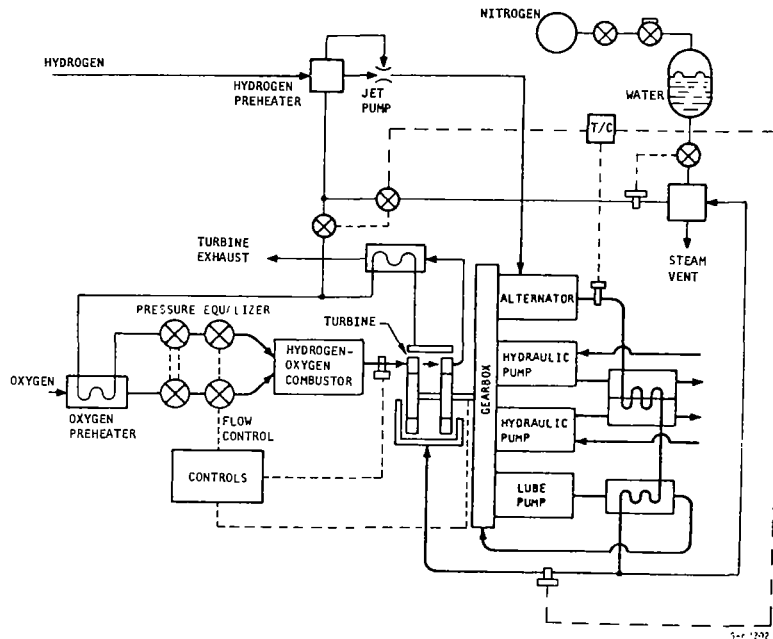 NITROGEN
HYDROGEN
HYDROGEN
PREHEATER
JET
PUMP
WATER
T/C
STEAM
VENT
TURBINE
EXHAUST
PRESSURE EQUALIZER
TURBINE
ALTERNATOR
HYDROGEN-
OXYGEN
COMBUSTOR
GEARBOX
HYDRAULIC
PUMP
OXYGEN
OXYGEN
PREHEATER
FLOW
CONTROL
HYDRAULIC
PUMP
CONTROLS
LUBE
PUMP